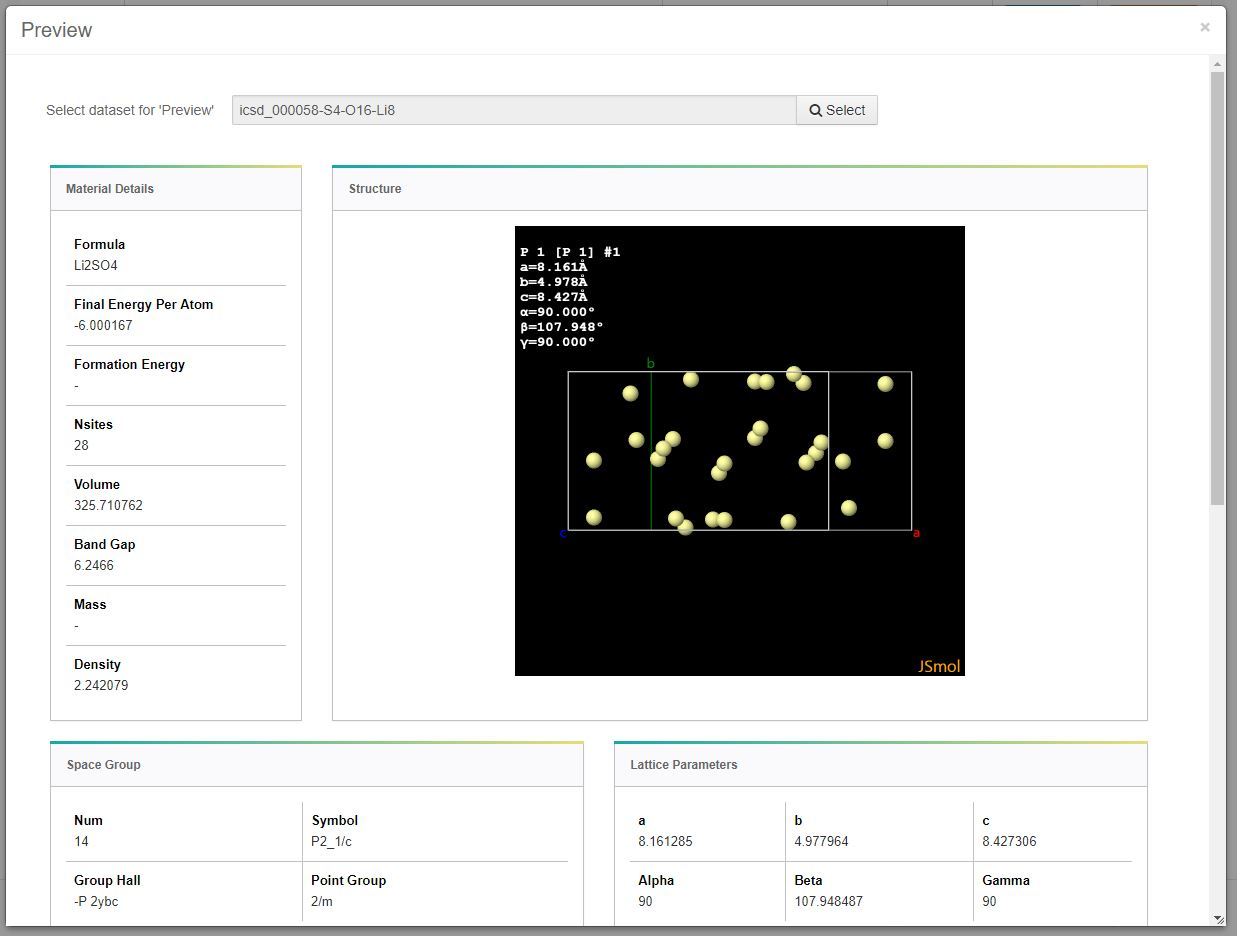 Preview
×
Select dataset for 'Preview'
icsd_000058-S4-O16-Li8
Select
Material Details
Formula
Li2SO4
Final Energy Per Atom
-6.000167
Formation Energy
-
Nsites
28
Volume
325.710762
Band Gap
6.2466
Mass
-
Density
2.242079
Structure
P 1 [P 1] #1
a=8.161Å
b=4.978Å
c=8.427Å
α=90.000°
β=107.948°
γ=90.000°
b
c
a
JSmol
Space Group
Num
14
Symbol
P2_1/c
Group Hall
-P 2ybc
Point Group
2/m
Lattice Parameters
a
8.161285
b
4.977964
c
8.427306
Alpha
90
Beta
107.948487
Gamma
90